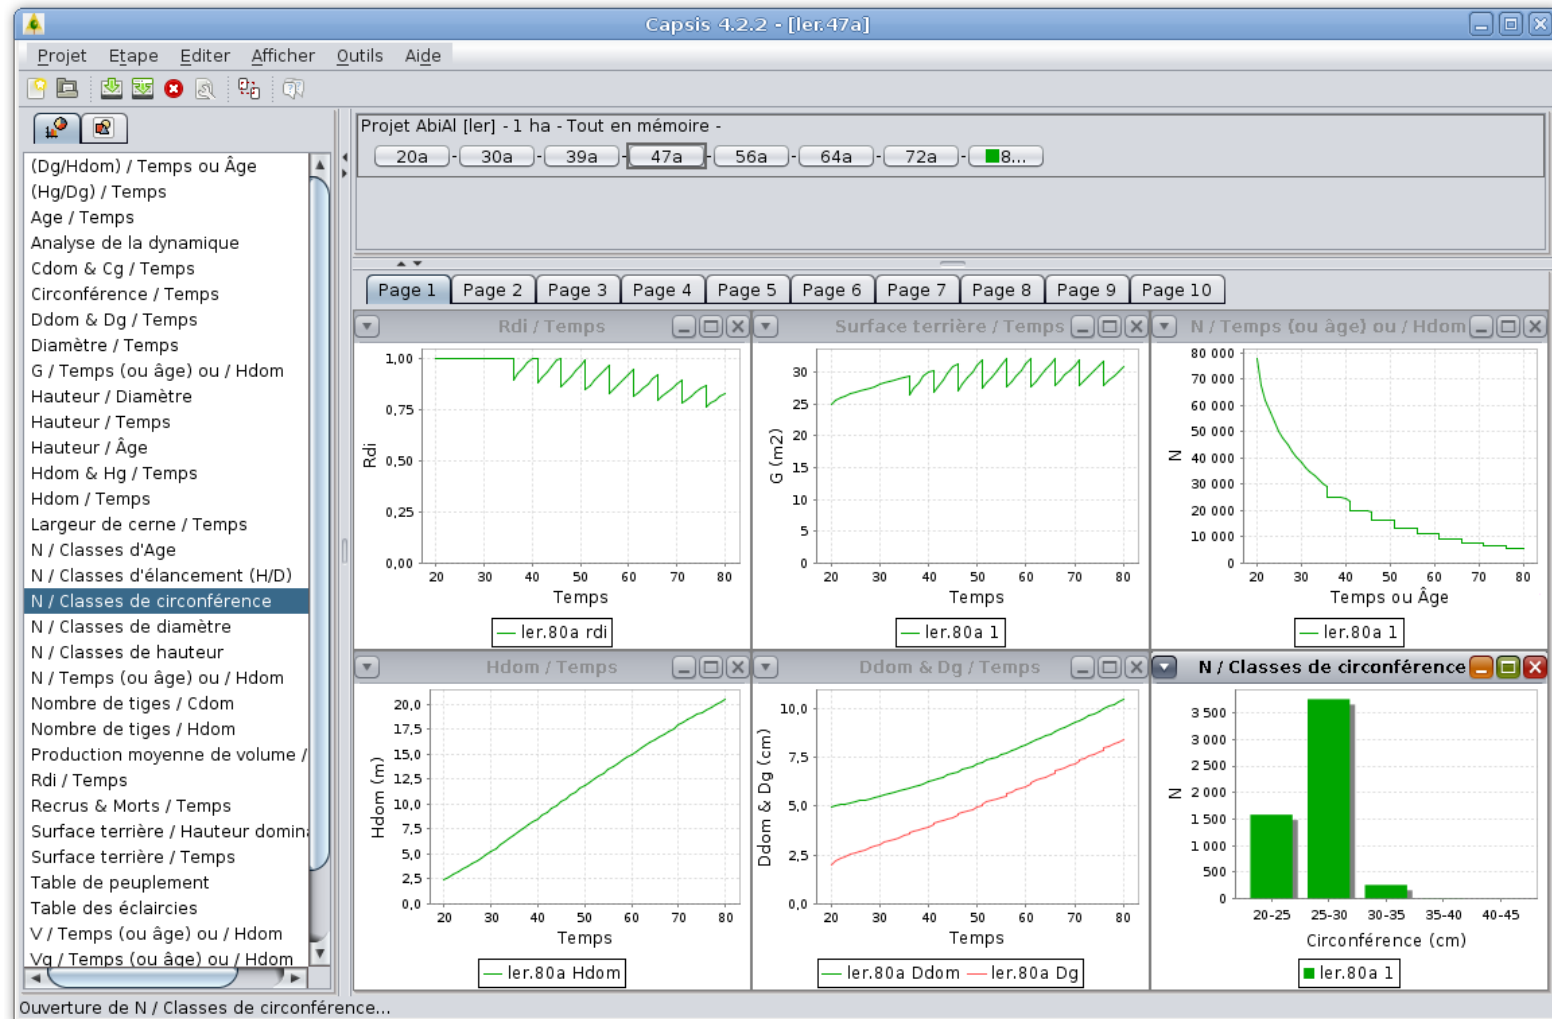 Capsis 4.2.2 - [ler.47a]
Projet Etape Editer Afficher Outils Aide
Projet AbiAl [ler] - 1 ha - Tout en mémoire -
20a - 30a - 39a - 47a - 56a - 64a - 72a - 8...
(Dg/Hdom) / Temps ou Âge
(Hg/Dg) / Temps
Age / Temps
Analyse de la dynamique
Cdom & Cg / Temps
Circonférence / Temps
Ddom & Dg / Temps
Diamètre / Temps
G / Temps (ou âge) ou / Hdom
Hauteur / Diamètre
Hauteur / Temps
Hauteur / Âge
Hdom & Hg / Temps
Hdom / Temps
Largeur de cerne / Temps
N / Classes d'Age
N / Classes d'élancement (H/D)
N / Classes de circonférence
N / Classes de diamètre
N / Classes de hauteur
N / Temps (ou âge) ou / Hdom
Nombre de tiges / Cdom
Nombre de tiges / Hdom
Production moyenne de volume /
Rdi / Temps
Recrus & Morts / Temps
Surface terrière / Hauteur domin
Surface terrière / Temps
Table de peuplement
Table des éclaircies
V / Temps (ou âge) ou / Hdom
Vg / Temps (ou âge) ou / Hdom
Page 1 Page 2 Page 3 Page 4 Page 5 Page 6 Page 7 Page 8 Page 9 Page 10
Rdi / Temps
1,00
0,75
0,50
0,25
0,00
Rdi
20 30 40 50 60 70 80
Temps
ler.80a rdi
Surface terrière / Temps
30
25
20
15
10
5
0
G (m2)
20 30 40 50 60 70 80
Temps
ler.80a 1
N / Temps (ou âge) ou / Hdom
80 000
70 000
60 000
50 000
40 000
30 000
20 000
10 000
0
N
20 30 40 50 60 70 80
Temps ou Âge
ler.80a 1
Hdom / Temps
20,0
17,5
15,0
12,5
10,0
7,5
5,0
2,5
0,0
Hdom (m)
20 30 40 50 60 70 80
Temps
ler.80a Hdom
Ddom & Dg / Temps
10,0
7,5
5,0
2,5
0,0
Ddom & Dg (cm)
20 30 40 50 60 70 80
Temps
ler.80a Ddom ler.80a Dg
N / Classes de circonférence
3 500
3 000
2 500
2 000
1 500
1 000
500
0
N
20-25 25-30 30-35 35-40 40-45
Circonférence (cm)
ler.80a 1
Ouverture de N / Classes de circonférence...